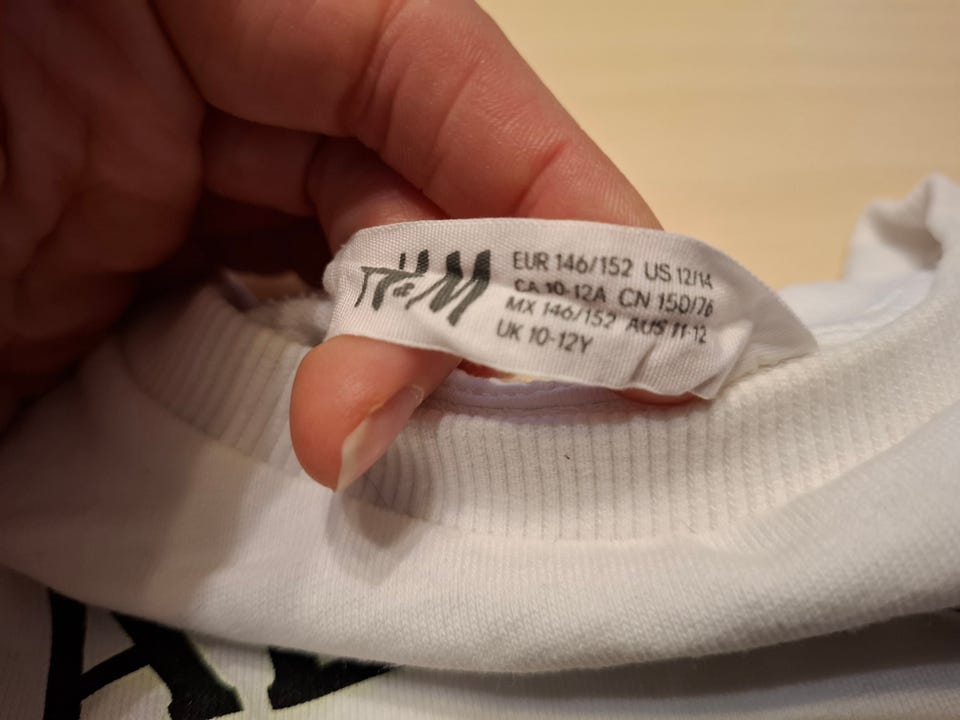 H&M
EUR 146/152 US 12/14
CA 10-12A CN 150/76
MX 146/152 AUS 11-12
UK 10-12Y